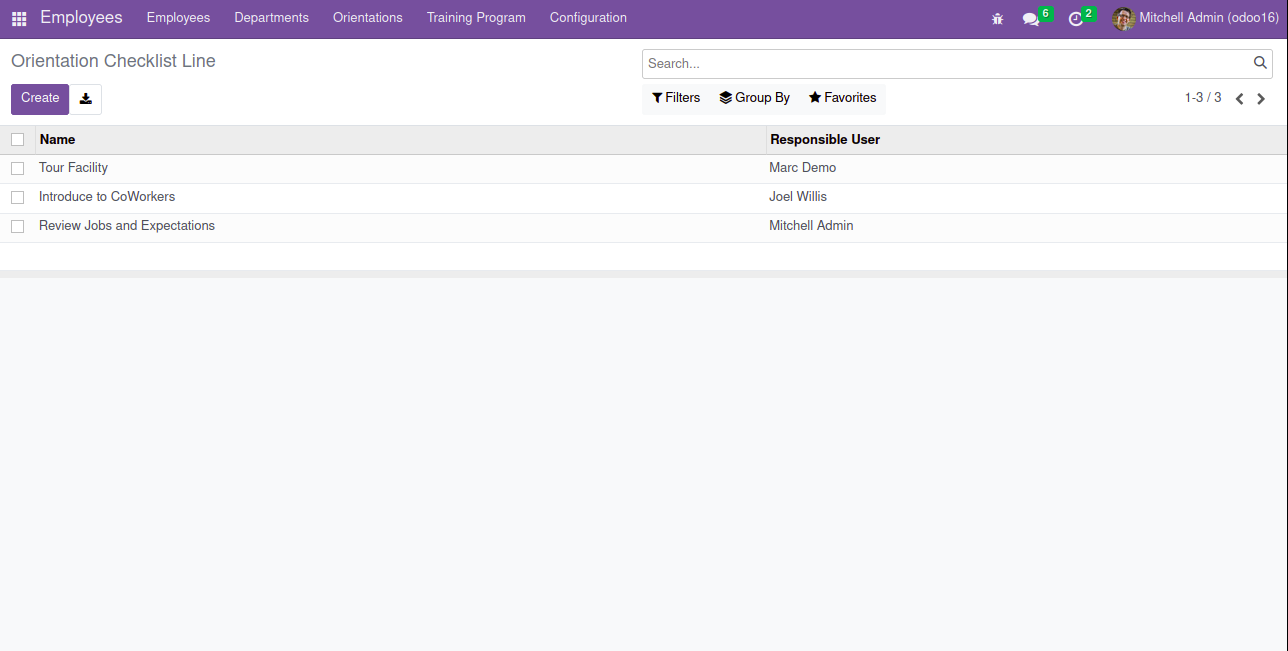 Employees Employees Departments Orientations Training Program Configuration 6 2 Mitchell Admin (odoo16)
Orientation Checklist Line Search...
Create Filters Group By Favorites 1-3 / 3
Name Responsible User
Tour Facility Marc Demo
Introduce to CoWorkers Joel Willis
Review Jobs and Expectations Mitchell Admin